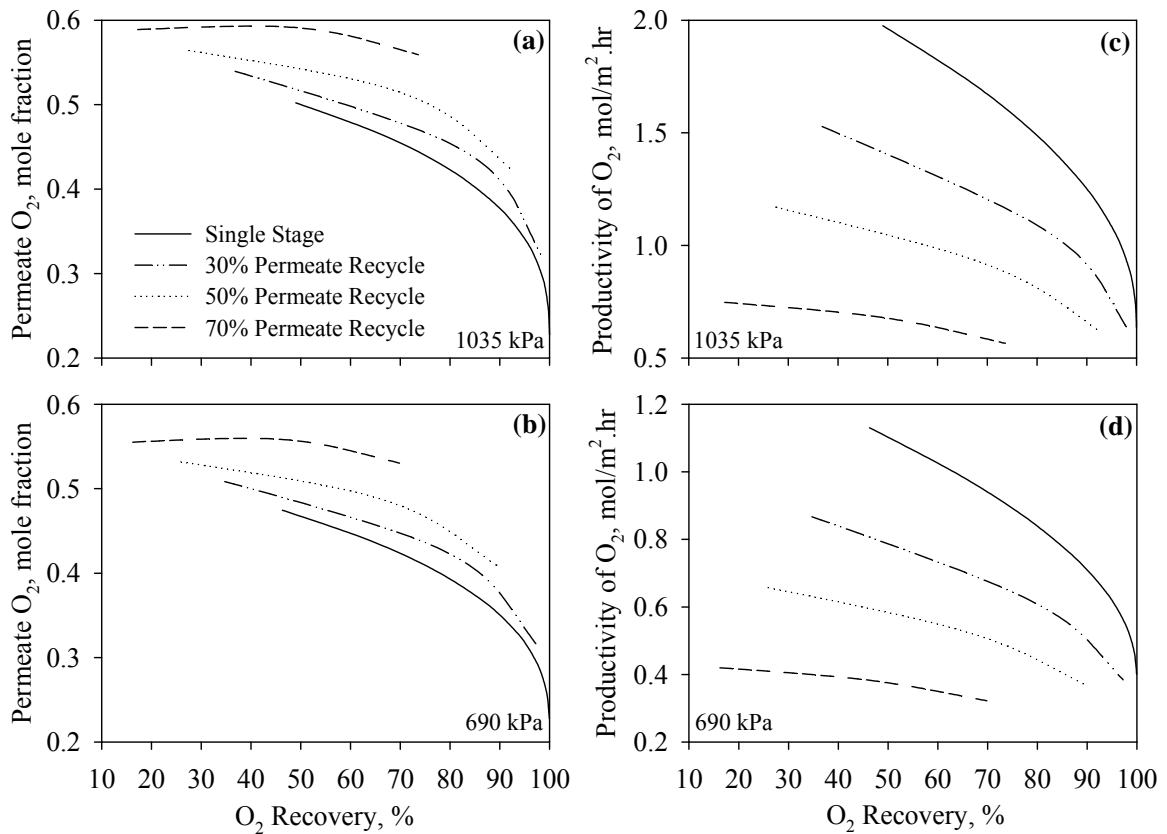 0.6
0.5
0.4
0.3
0.2
Permeate O₂, mole fraction
(a)
Single Stage
30% Permeate Recycle
50% Permeate Recycle
70% Permeate Recycle
1035 kPa
2.0
1.5
1.0
0.5
Productivity of O₂, mol/m².hr
(c)
1035 kPa
0.6
0.5
0.4
0.3
0.2
Permeate O₂, mole fraction
(b)
690 kPa
10 20 30 40 50 60 70 80 90 100
O₂ Recovery, %
1.2
1.0
0.8
0.6
0.4
0.2
Productivity of O₂, mol/m².hr
(d)
690 kPa
10 20 30 40 50 60 70 80 90 100
O₂ Recovery, %